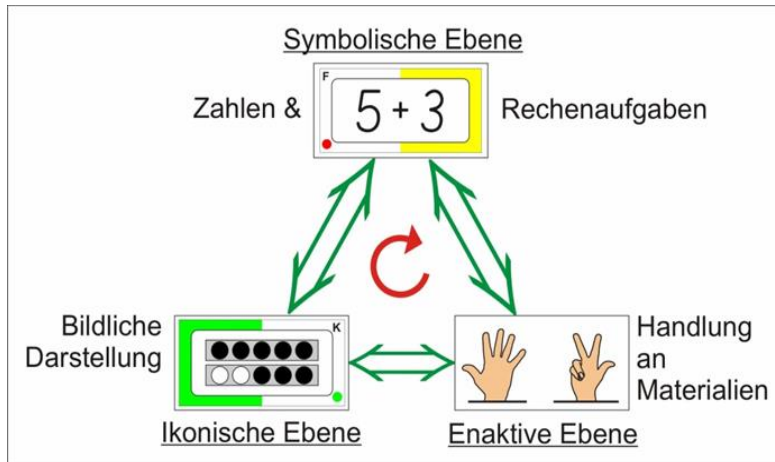 Symbolische Ebene
F
Zahlen &
5 + 3
Rechenaufgaben
Bildliche
Darstellung
K
Handlung
an
Materialien
Ikonische Ebene
Enaktive Ebene